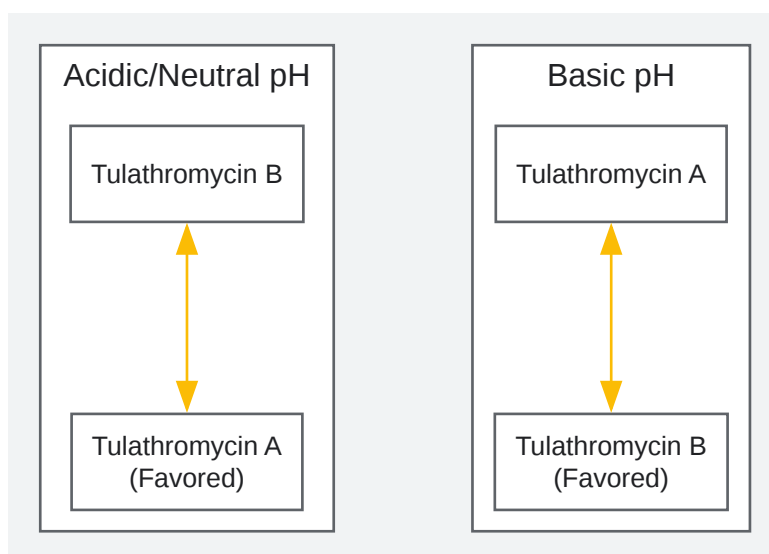 Acidic/Neutral pH
Tulathromycin B
Tulathromycin A
(Favored)
Basic pH
Tulathromycin A
Tulathromycin B
(Favored)